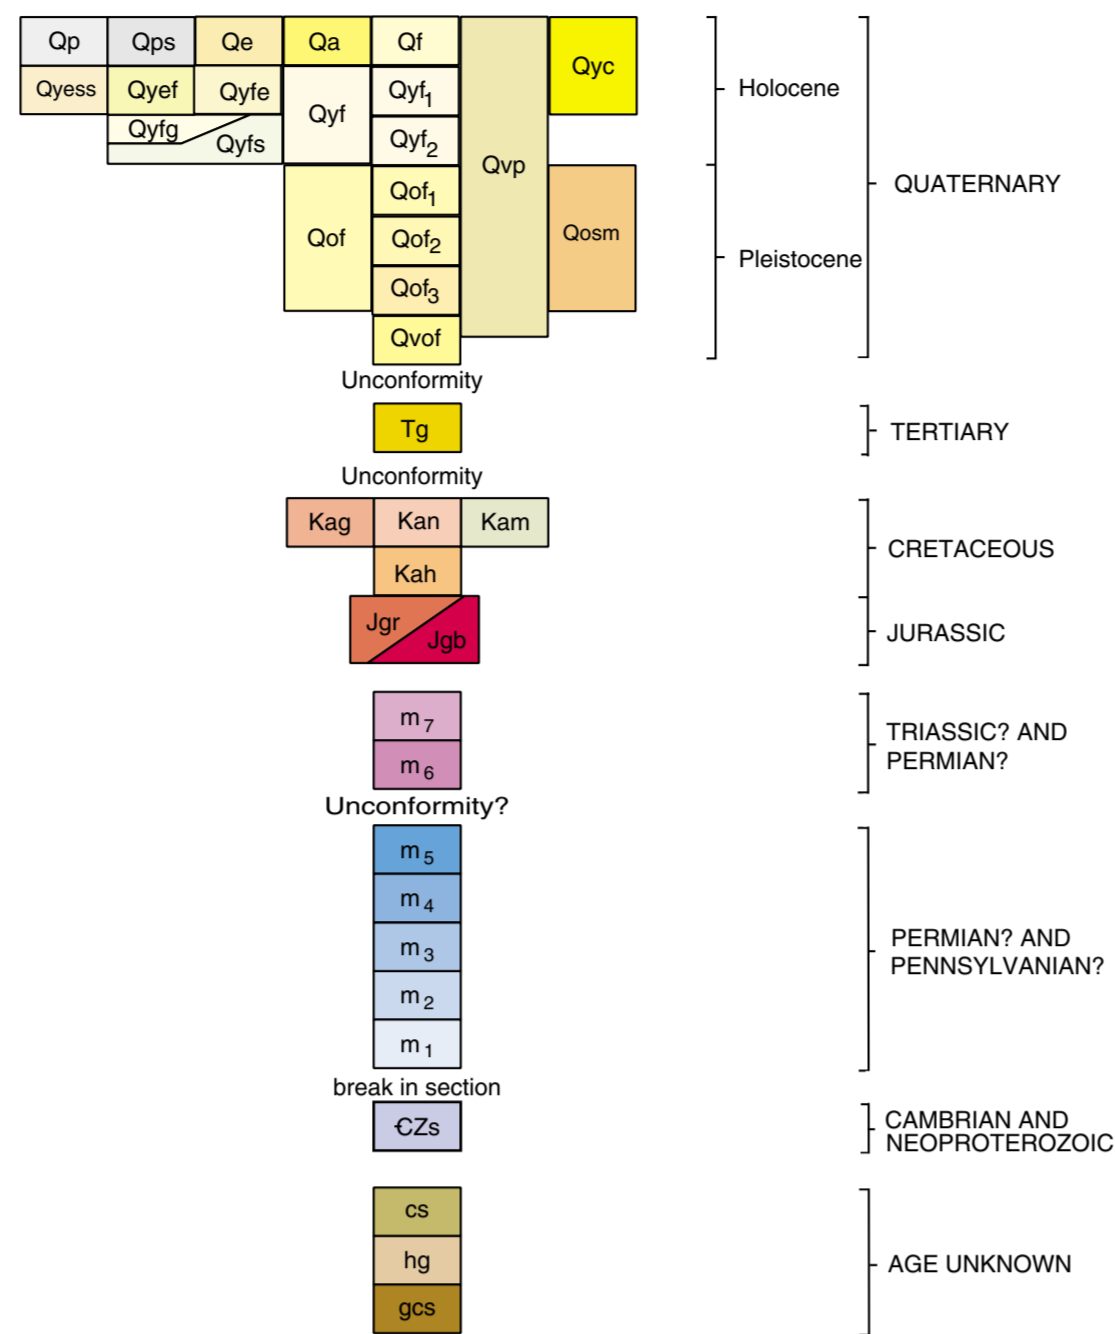 Qp Qps Qe Qa Qf
Qyc
Holocene
Qyess Qyef Qyfe Qyf Qyf1
Qyfg Qyfs Qyf2
Qvp
QUATERNARY
Qof Qof1
Qof2
Qosm
Pleistocene
Qof3
Qvof
Unconformity
Tg
TERTIARY
Unconformity
Kag Kan Kam
CRETACEOUS
Kah
Jgr Jgb
JURASSIC
m7
TRIASSIC? AND
PERMIAN?
m6
Unconformity?
m5
m4
m3
PERMIAN? AND
PENNSYLVANIAN?
m2
m1
break in section
ꞒZs
CAMBRIAN AND
NEOPROTEROZOIC
cs
hg
AGE UNKNOWN
gcs